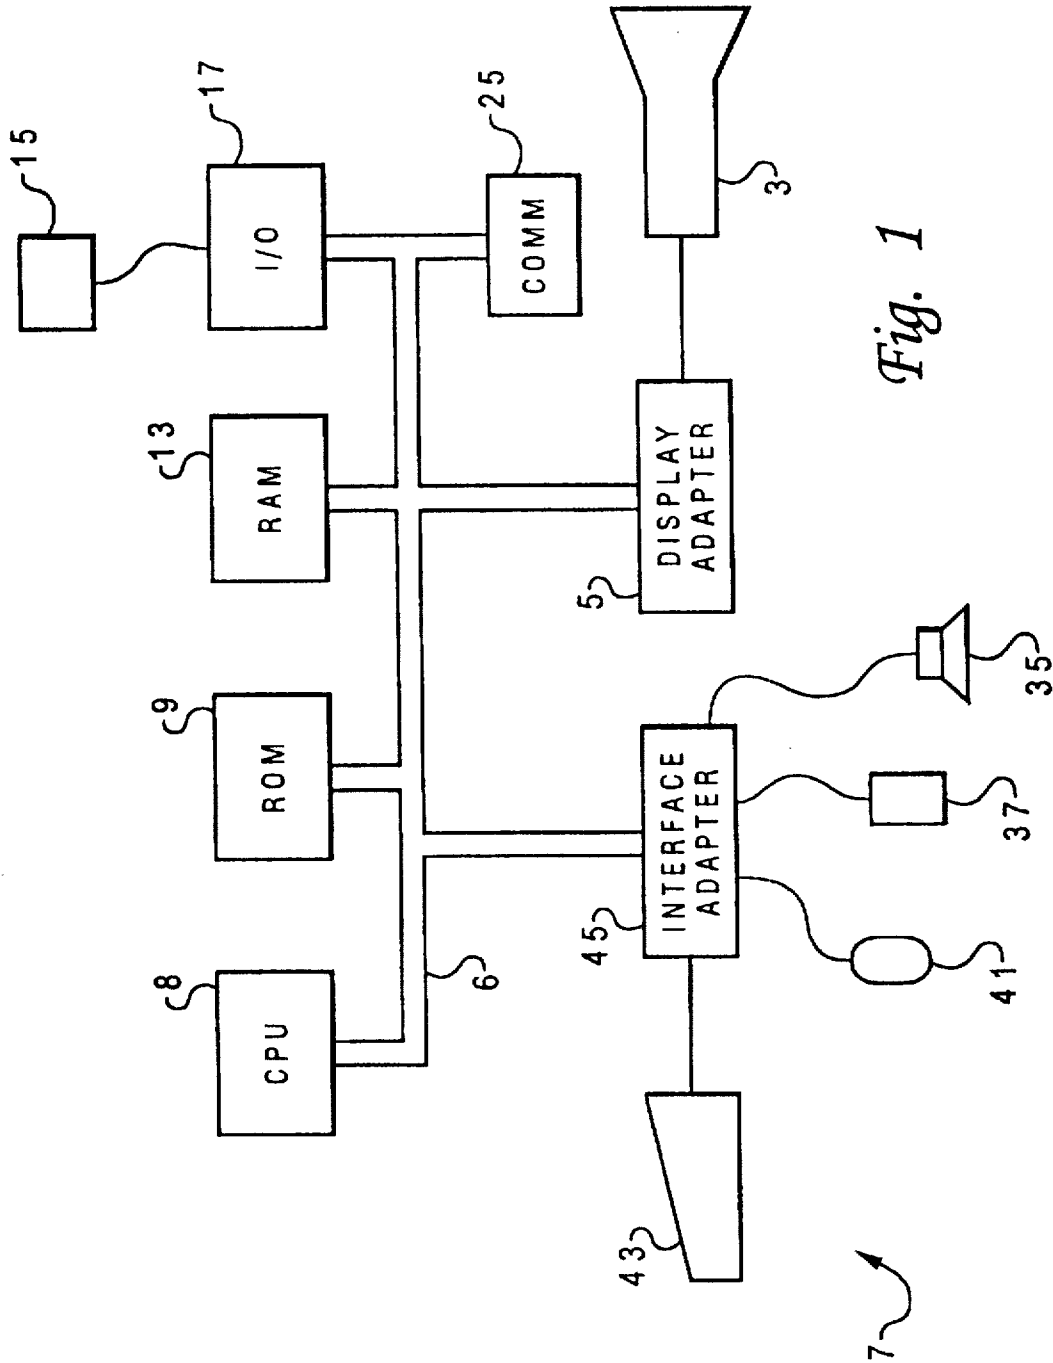 15
17
8
9
13
CPU
ROM
RAM
I/O
25
6
COMM
43
45
5
INTERFACE
ADAPTER
DISPLAY
ADAPTER
3
7
41
37
35
Fig. 1